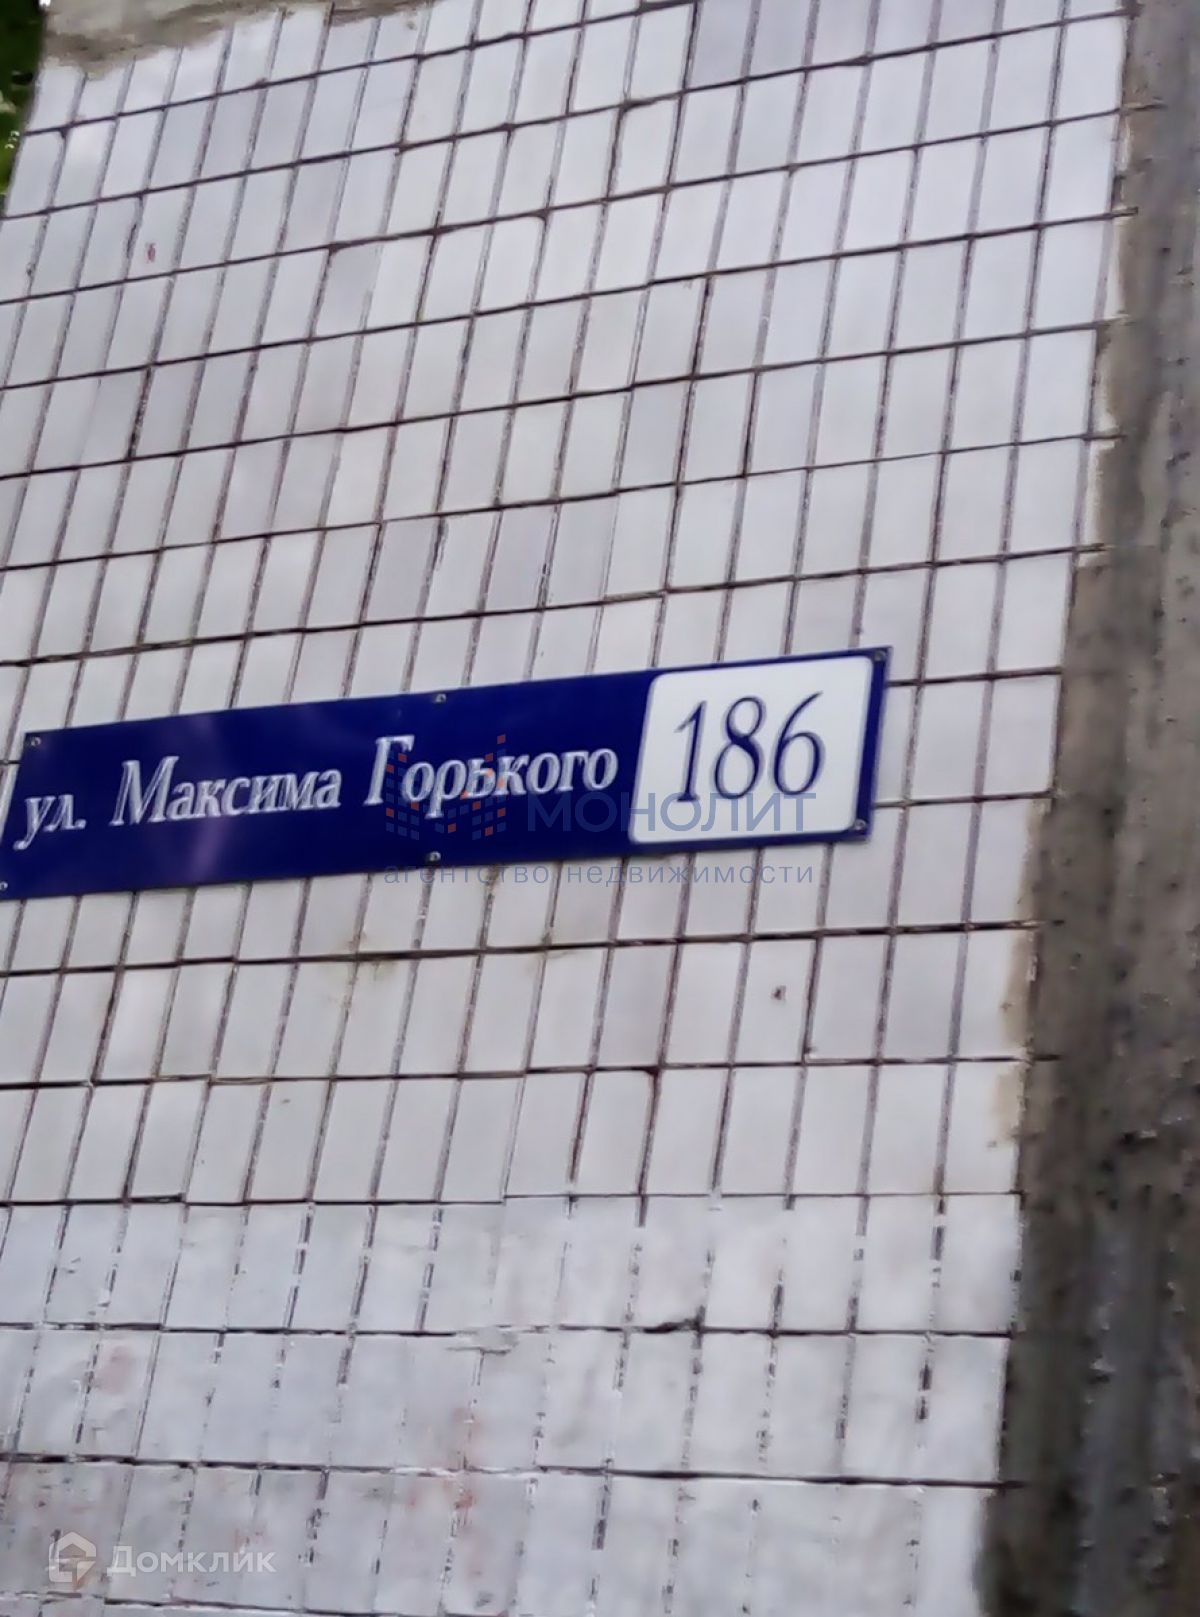 ул. Максима Горького 186
МОНОЛИТ
агентство недвижимости
Домклик